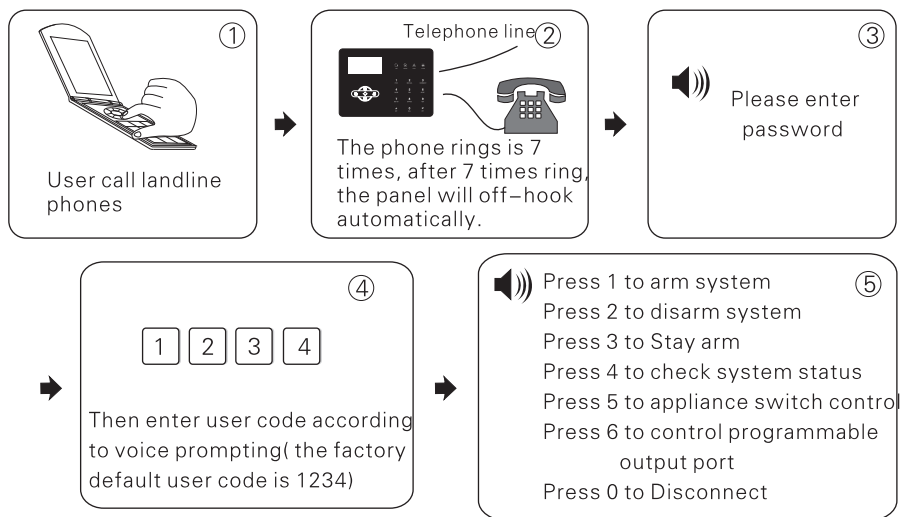 ①
User call landline
phones
Telephone line ②
The phone rings is 7
times, after 7 times ring,
the panel will off–hook
automatically.
③
Please enter
password
④
1 2 3 4
Then enter user code according
to voice prompting( the factory
default user code is 1234)
⑤
Press 1 to arm system
Press 2 to disarm system
Press 3 to Stay arm
Press 4 to check system status
Press 5 to appliance switch control
Press 6 to control programmable
output port
Press 0 to Disconnect